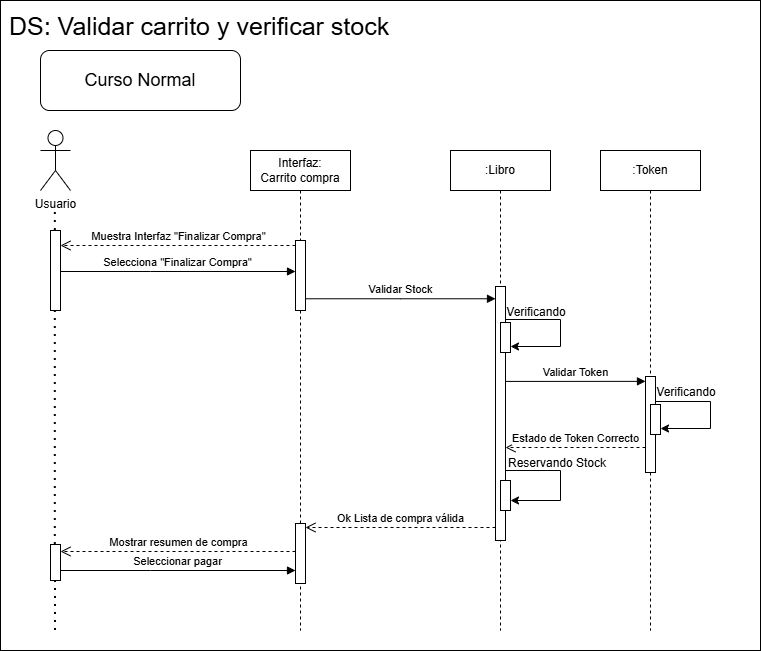 DS: Validar carrito y verificar stock
Curso Normal
Usuario
Interfaz:
Carrito compra
:Libro
:Token
Muestra Interfaz "Finalizar Compra"
Selecciona "Finalizar Compra"
Validar Stock
Verificando
Validar Token
Verificando
Estado de Token Correcto
Reservando Stock
Ok Lista de compra válida
Mostrar resumen de compra
Seleccionar pagar